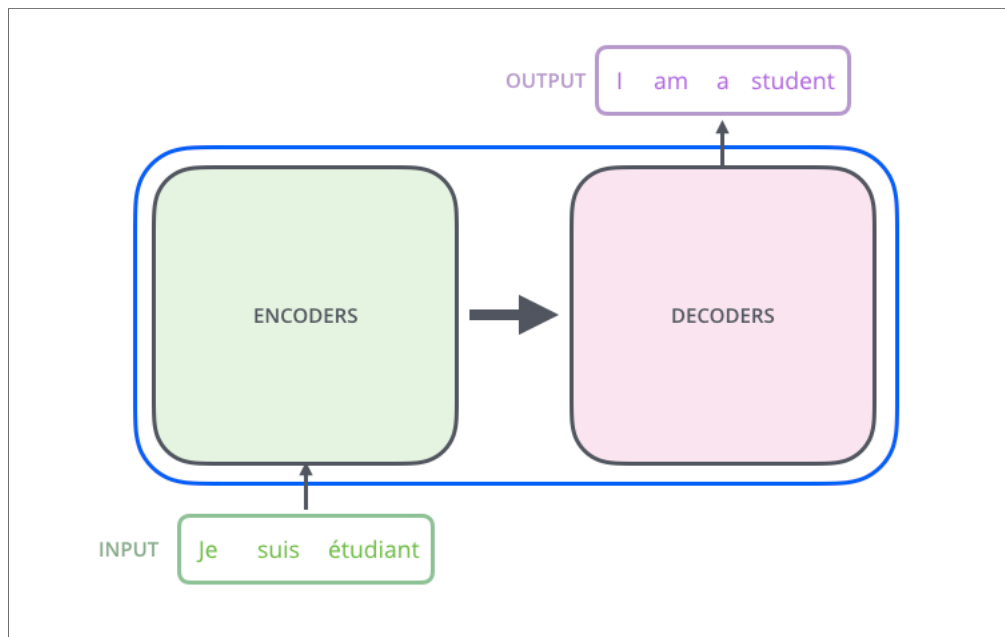 OUTPUT I am a student
ENCODERS DECODERS
INPUT Je suis étudiant